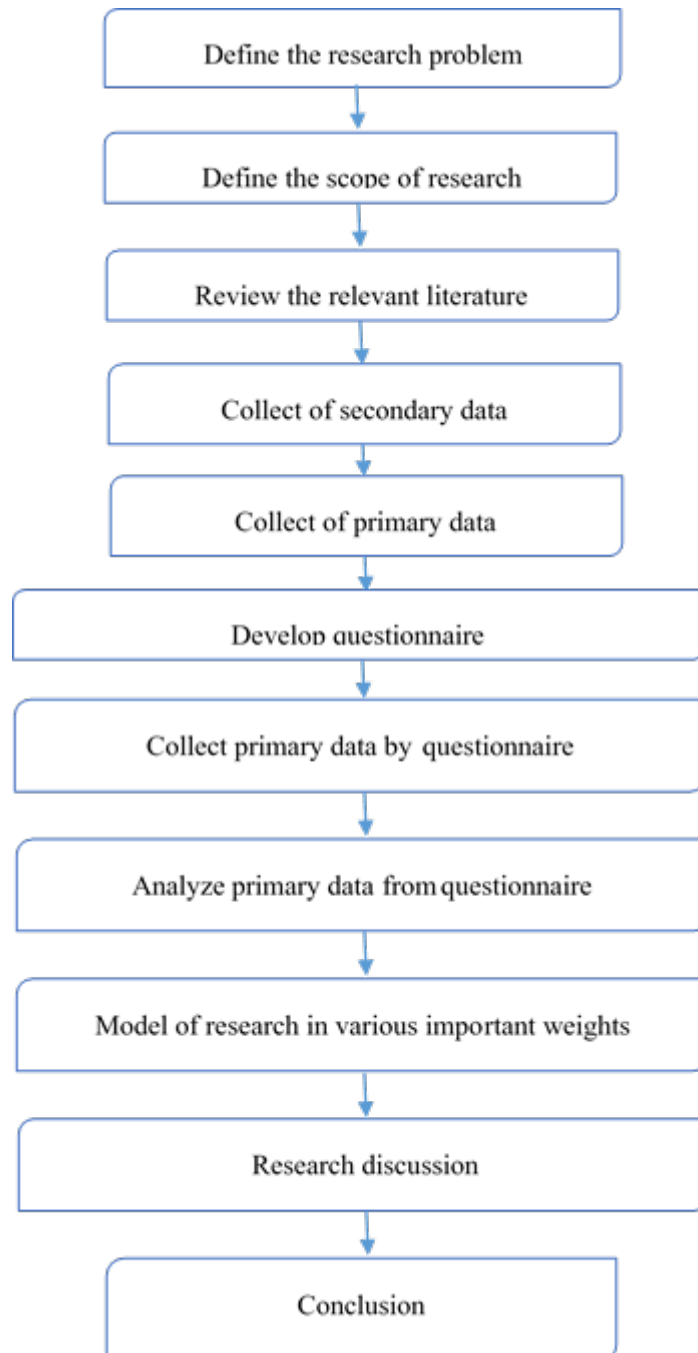 Define the research problem
Define the scope of research
Review the relevant literature
Collect of secondary data
Collect of primary data
Develop questionnaire
Collect primary data by questionnaire
Analyze primary data from questionnaire
Model of research in various important weights
Research discussion
Conclusion